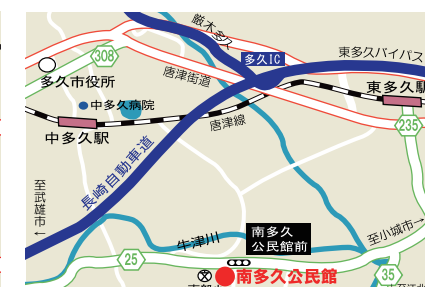 厳木多久
308
多久IC
東多久バイパス
多久市役所
唐津街道
東多久駅
中多久病院
235
唐津線
中多久駅
長崎自動車道
至武雄市←
南多久
公民館前
至小城市→
牛津川
25
南多久公民館
35